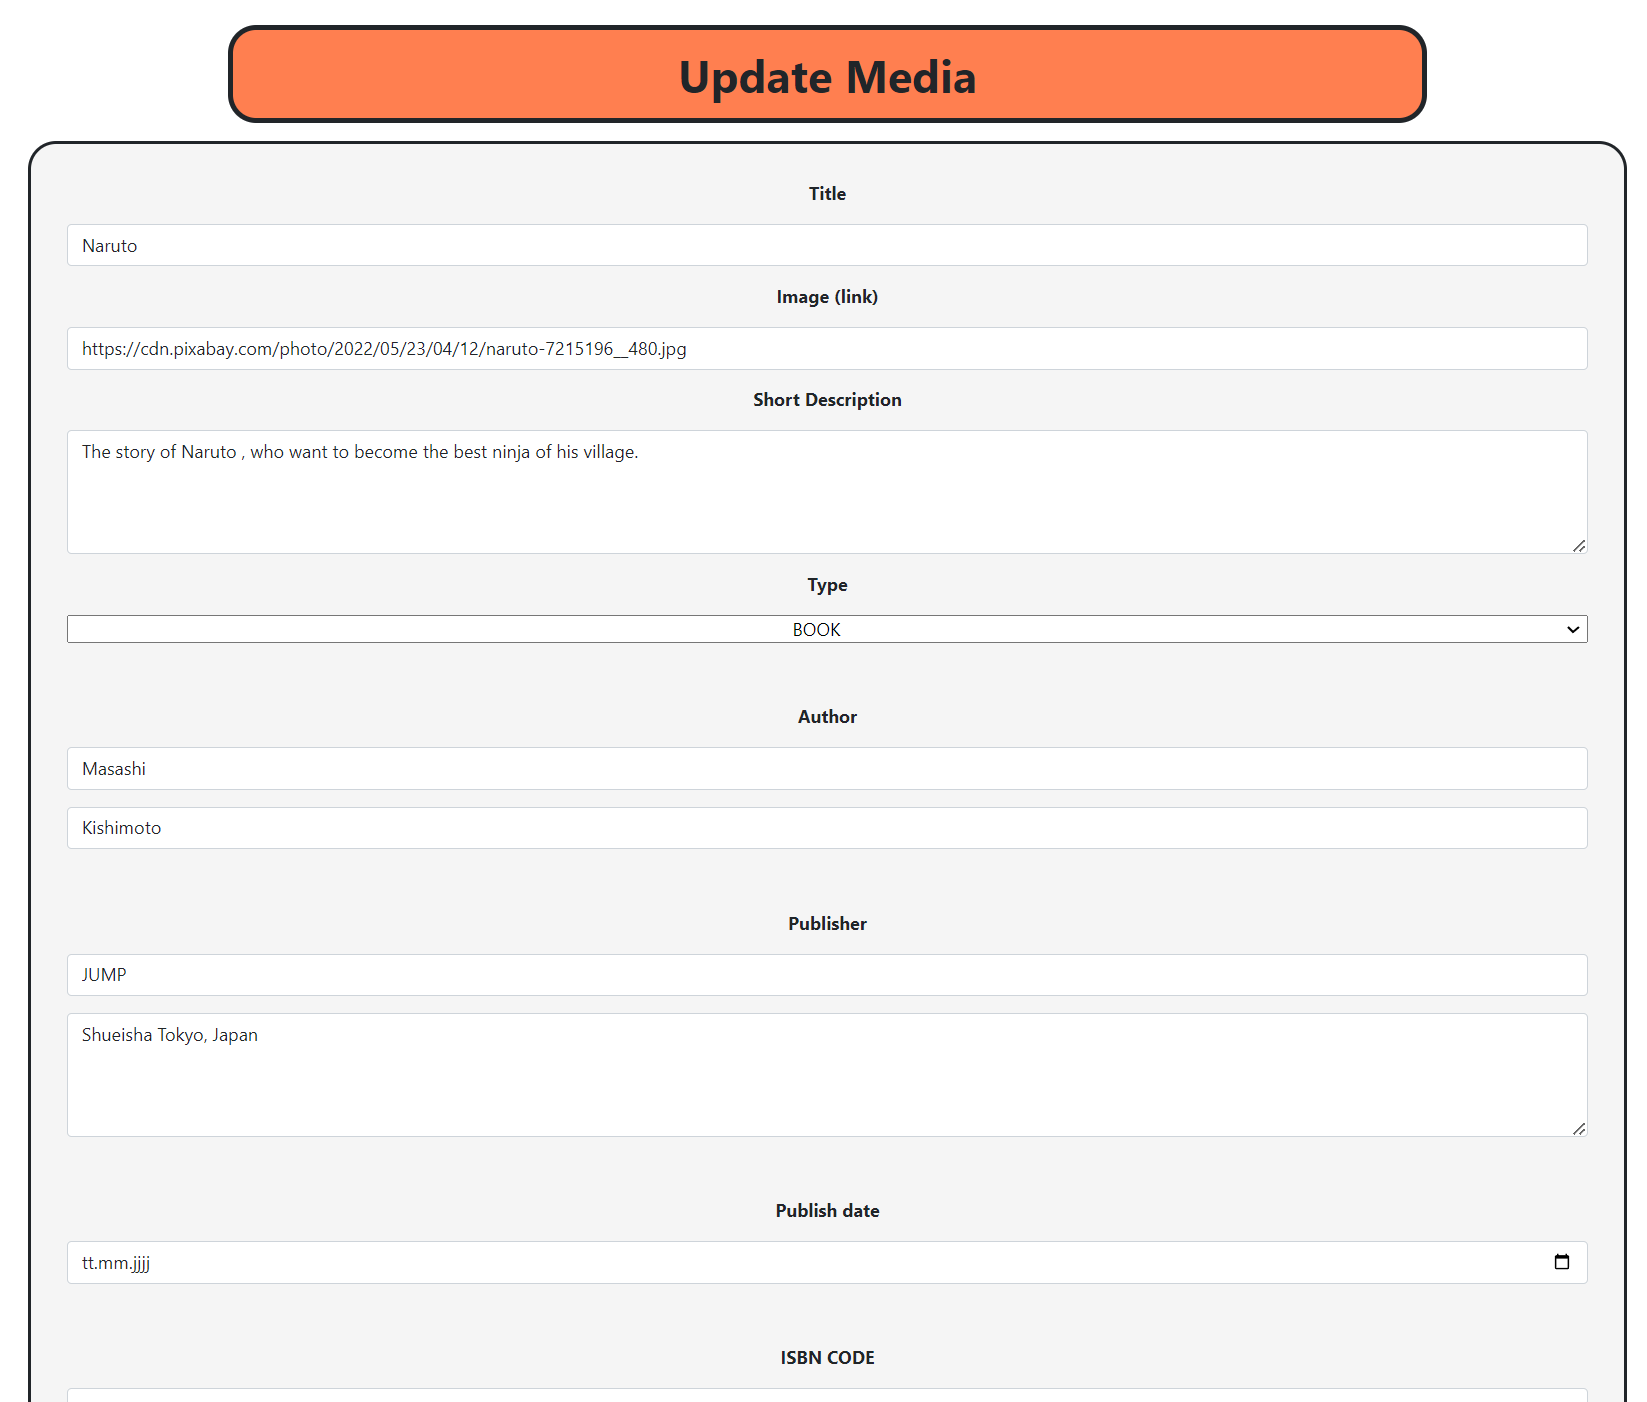 Update Media
Title
Naruto
Image (link)
https://cdn.pixabay.com/photo/2022/05/23/04/12/naruto-7215196__480.jpg
Short Description
The story of Naruto , who want to become the best ninja of his village.
Type
BOOK
Author
Masashi
Kishimoto
Publisher
JUMP
Shueisha Tokyo, Japan
Publish date
tt.mm.jjjj
ISBN CODE